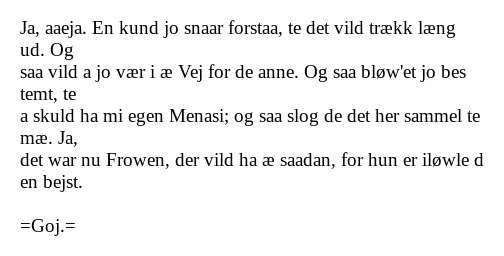 Ja, aaeja. En kund jo snaar forstaa, te det vild trækk læng
ud. Og
saa vild a jo vær i æ Vej for de anne. Og saa bløw'et jo bes
temt, te
a skuld ha mi egen Menasi; og saa slog de det her sammel te
mæ. Ja,
det war nu Frowen, der vild ha æ saadan, for hun er iløwle d
en bejst.

=Goj.=